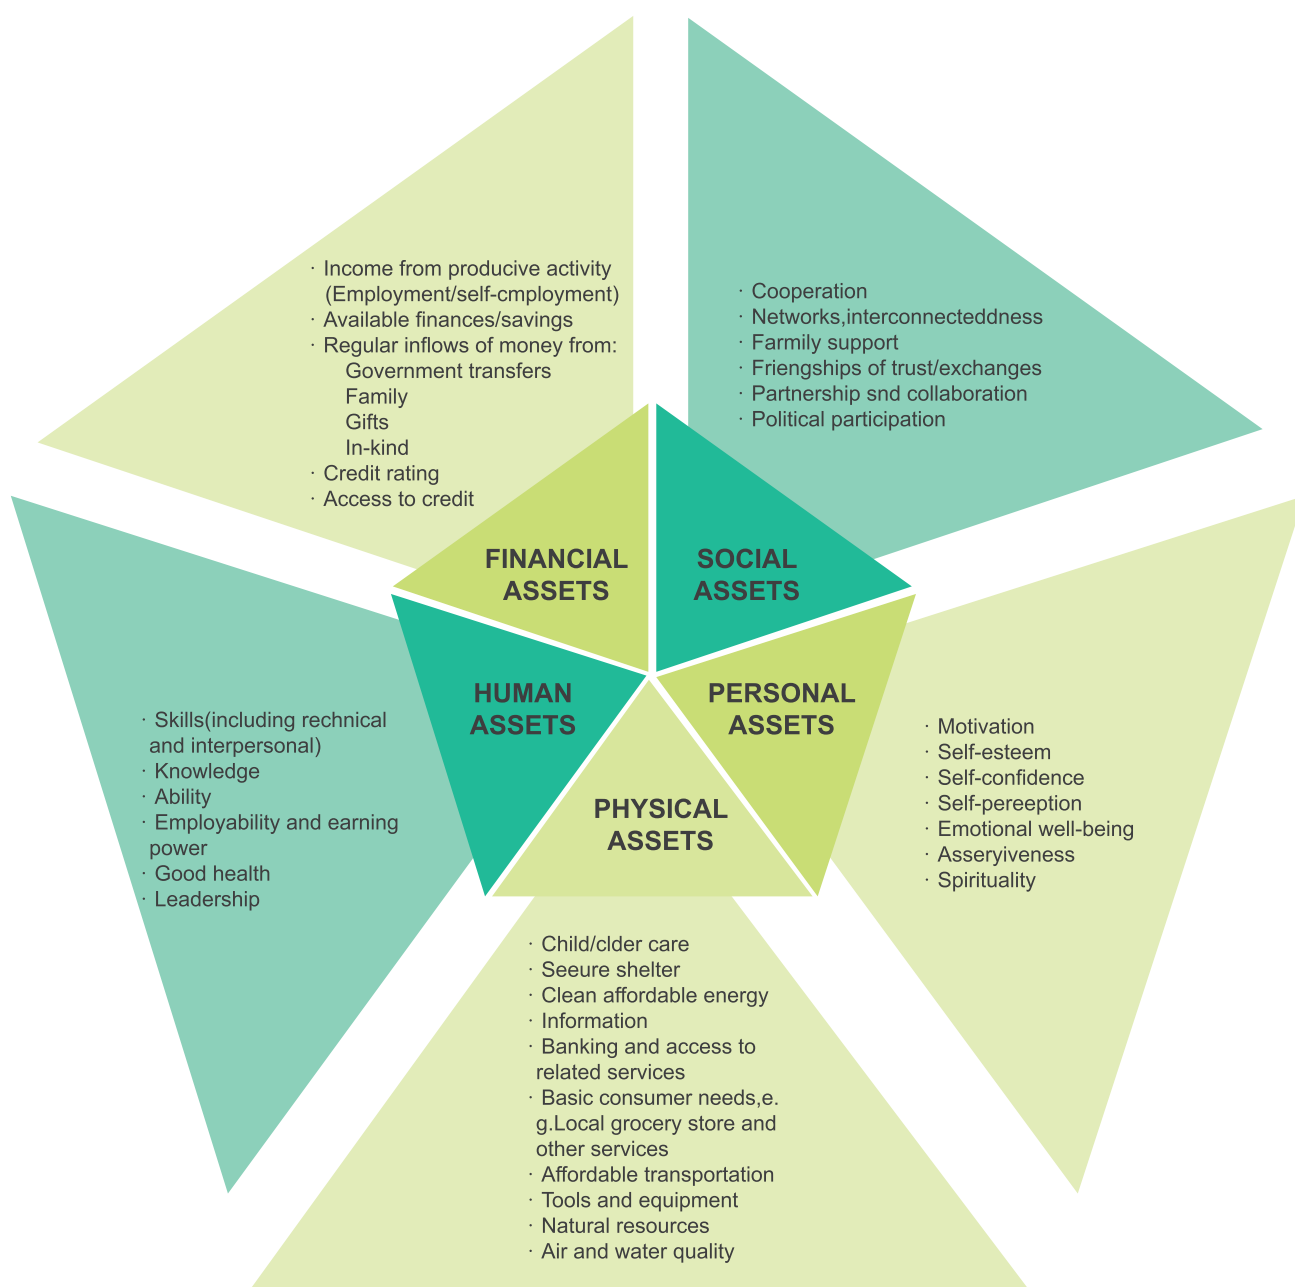 · Income from producive activity
(Employment/self-cmployment)
· Available finances/savings
· Regular inflows of money from:
Government transfers
Family
Gifts
In-kind
· Credit rating
· Access to credit
· Cooperation
· Networks,interconnecteddness
· Farmily support
· Friengships of trust/exchanges
· Partnership snd collaboration
· Political participation
FINANCIAL
ASSETS
SOCIAL
ASSETS
HUMAN
ASSETS
PERSONAL
ASSETS
PHYSICAL
ASSETS
· Skills(including rechnical
and interpersonal)
· Knowledge
· Ability
· Employability and earning
power
· Good health
· Leadership
· Motivation
· Self-esteem
· Self-confidence
· Self-pereeption
· Emotional well-being
· Asseryiveness
· Spirituality
· Child/clder care
· Seeure shelter
· Clean affordable energy
· Information
· Banking and access to
related services
· Basic consumer needs,e.
g.Local grocery store and
other services
· Affordable transportation
· Tools and equipment
· Natural resources
· Air and water quality